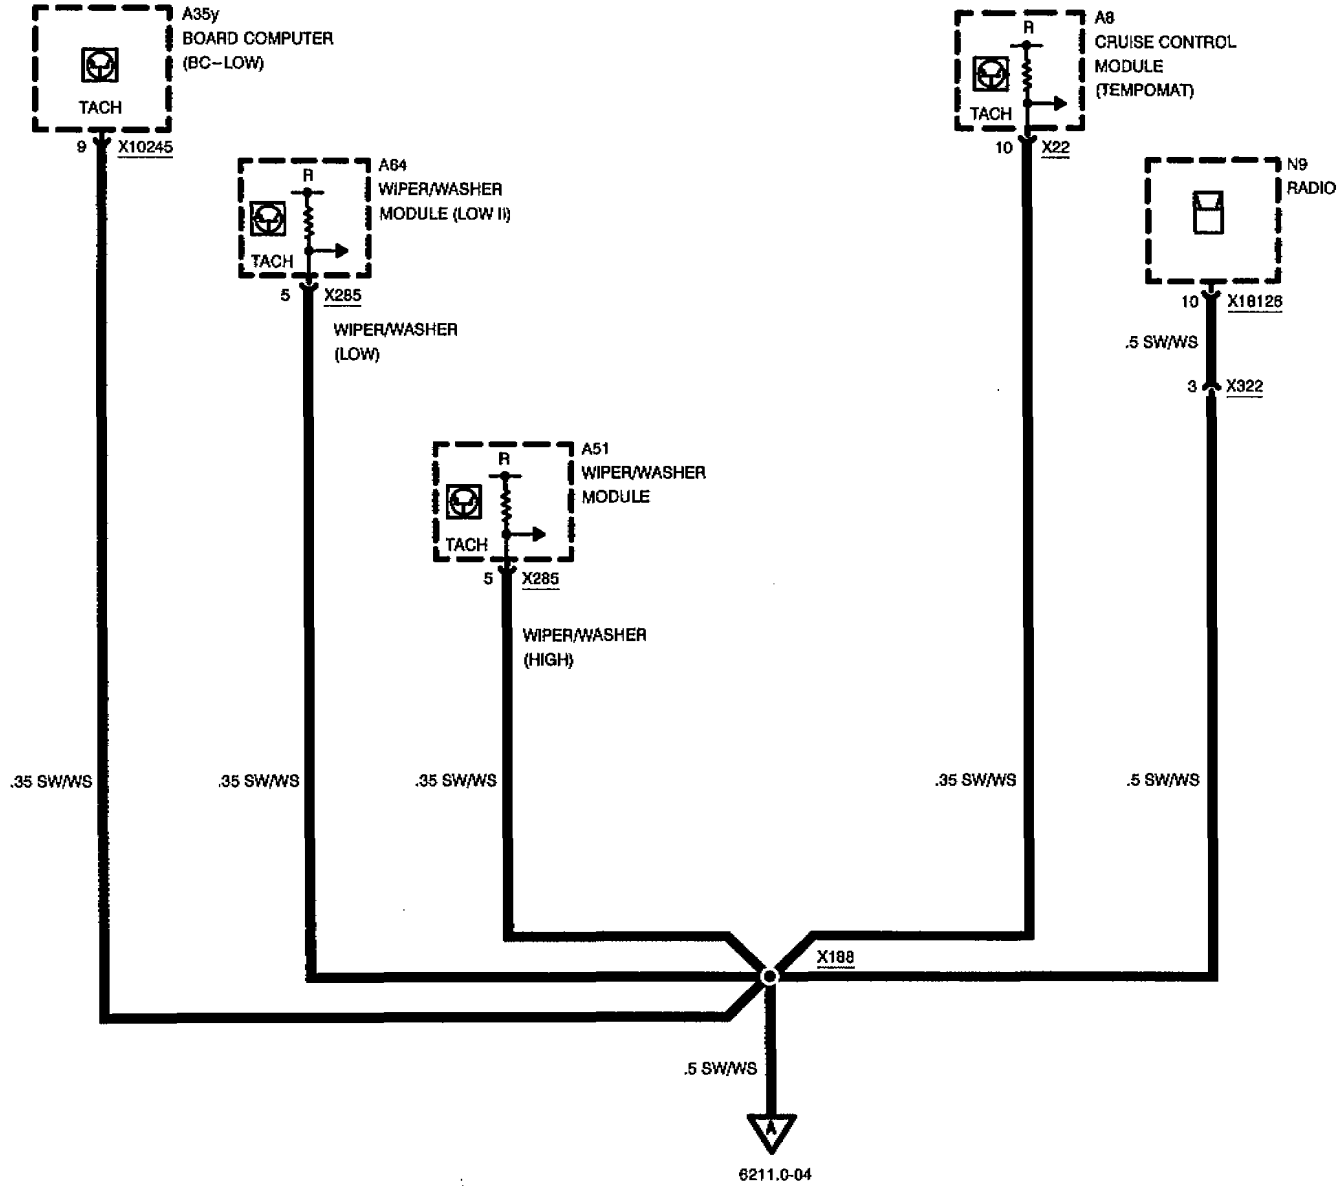 A35y
BOARD COMPUTER
(BC-LOW)
TACH
9 X10245
A64
WIPER/WASHER
MODULE (LOW II)
R
TACH
5 X285
WIPER/WASHER
(LOW)
A51
WIPER/WASHER
MODULE
R
TACH
5 X285
WIPER/WASHER
(HIGH)
A8
CRUISE CONTROL
MODULE
(TEMPOMAT)
R
TACH
10 X22
N9
RADIO
10 X18126
.5 SW/WS
3 X322
.35 SW/WS
.35 SW/WS
.35 SW/WS
.35 SW/WS
.5 SW/WS
X188
.5 SW/WS
A
6211.0-04